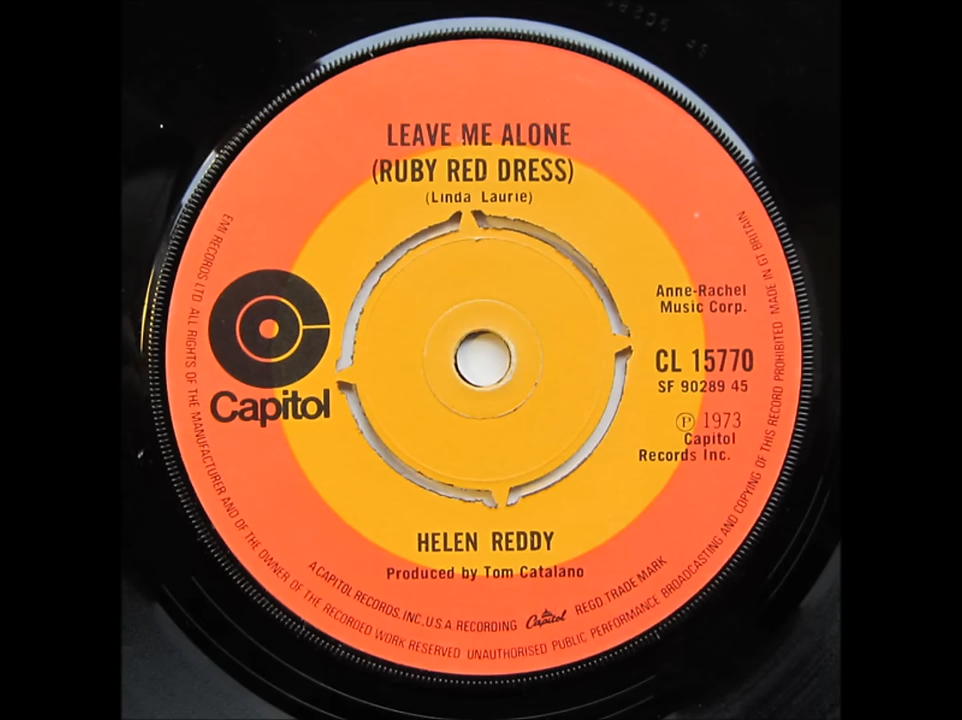 LEAVE ME ALONE
(RUBY RED DRESS)
(Linda Laurie)
Anne-Rachel
Music Corp.
CL 15770
SF 90289 45
Ⓟ 1973
Capitol
Records Inc.
Capitol
HELEN REDDY
Produced by Tom Catalano
A CAPITOL RECORDS, INC., U.S.A RECORDING the Capitol REGD TRADE MARK
EMI RECORDS LTD ALL RIGHTS OF THE MANUFACTURER AND OF THE OWNER OF THE RECORDED WORK RESERVED UNAUTHORISED PUBLIC PERFORMANCE BROADCASTING AND COPYING OF THIS RECORD PROHIBITED MADE IN GT BRITAIN